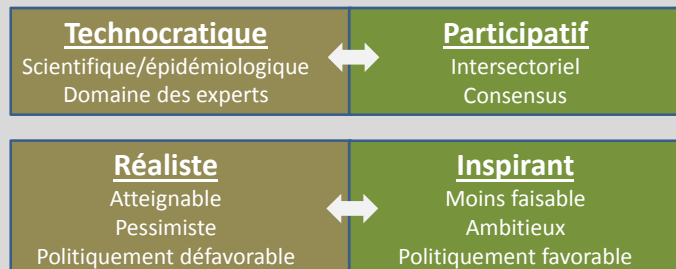 Technocratique
Scientifique/épidémiologique
Domaine des experts
Participatif
Intersectoriel
Consensus
Réaliste
Atteignable
Pessimiste
Politiquement défavorable
Inspirant
Moins faisable
Ambitieux
Politiquement favorable